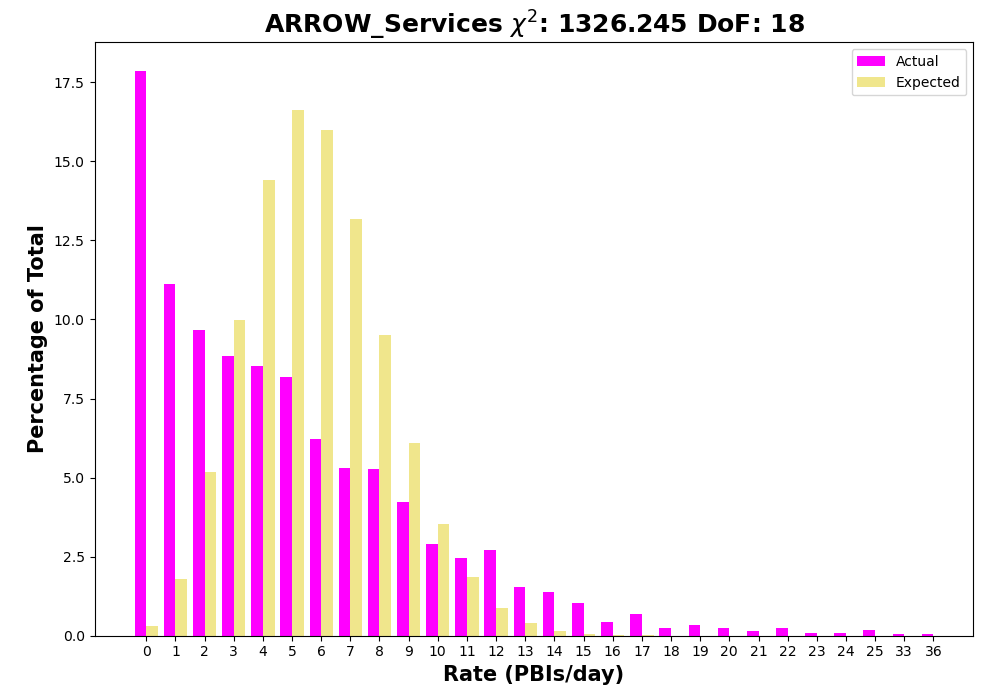 ARROW_Services χ²: 1326.245 DoF: 18
Actual
Expected
Percentage of Total
17.5
15.0
12.5
10.0
7.5
5.0
2.5
0.0
0 1 2 3 4 5 6 7 8 9 10 11 12 13 14 15 16 17 18 19 20 21 22 23 24 25 33 36
Rate (PBIs/day)